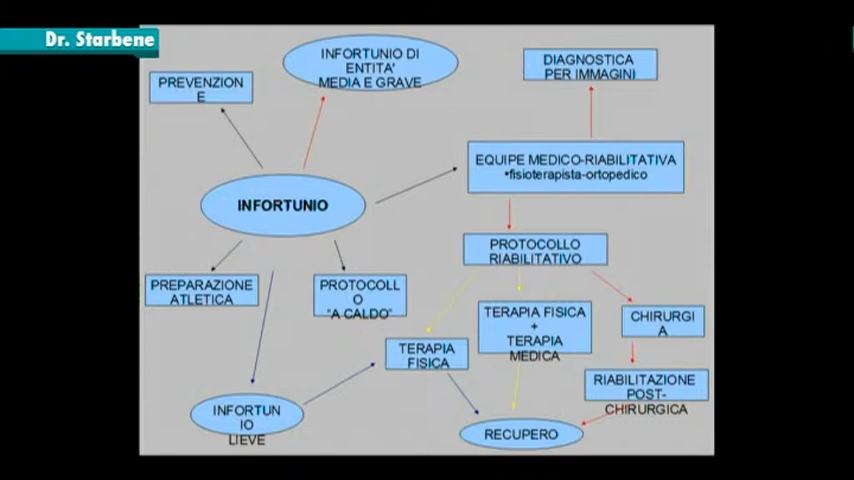 Dr. Starbene
INFORTUNIO DI
ENTITA'
MEDIA E GRAVE
DIAGNOSTICA
PER IMMAGINI
PREVENZION
E
EQUIPE MEDICO-RIABILITATIVA
•fisioterapista-ortopedico
INFORTUNIO
PROTOCOLLO
RIABILITATIVO
PREPARAZIONE
ATLETICA
PROTOCOLL
O
"A CALDO"
TERAPIA FISICA
+
TERAPIA
MEDICA
CHIRURGI
A
TERAPIA
FISICA
RIABILITAZIONE
POST-
CHIRURGICA
INFORTUN
IO
LIEVE
RECUPERO